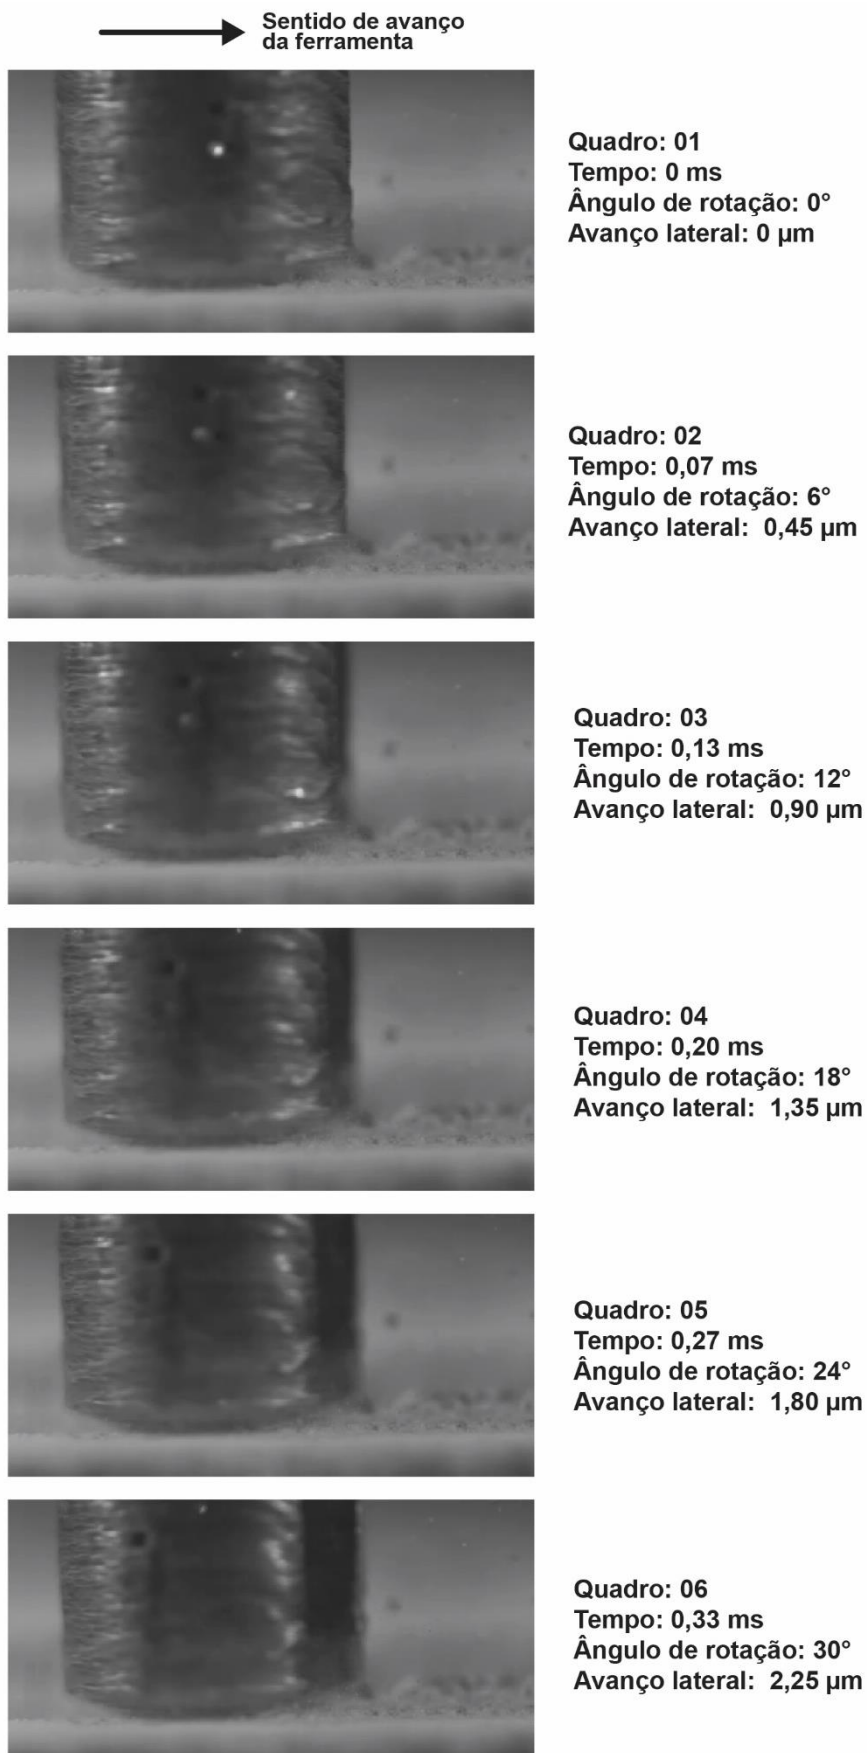 Sentido de avanço
da ferramenta
Quadro: 01
Tempo: 0 ms
Ângulo de rotação: 0°
Avanço lateral: 0 µm
Quadro: 02
Tempo: 0,07 ms
Ângulo de rotação: 6°
Avanço lateral: 0,45 µm
Quadro: 03
Tempo: 0,13 ms
Ângulo de rotação: 12°
Avanço lateral: 0,90 µm
Quadro: 04
Tempo: 0,20 ms
Ângulo de rotação: 18°
Avanço lateral: 1,35 µm
Quadro: 05
Tempo: 0,27 ms
Ângulo de rotação: 24°
Avanço lateral: 1,80 µm
Quadro: 06
Tempo: 0,33 ms
Ângulo de rotação: 30°
Avanço lateral: 2,25 µm